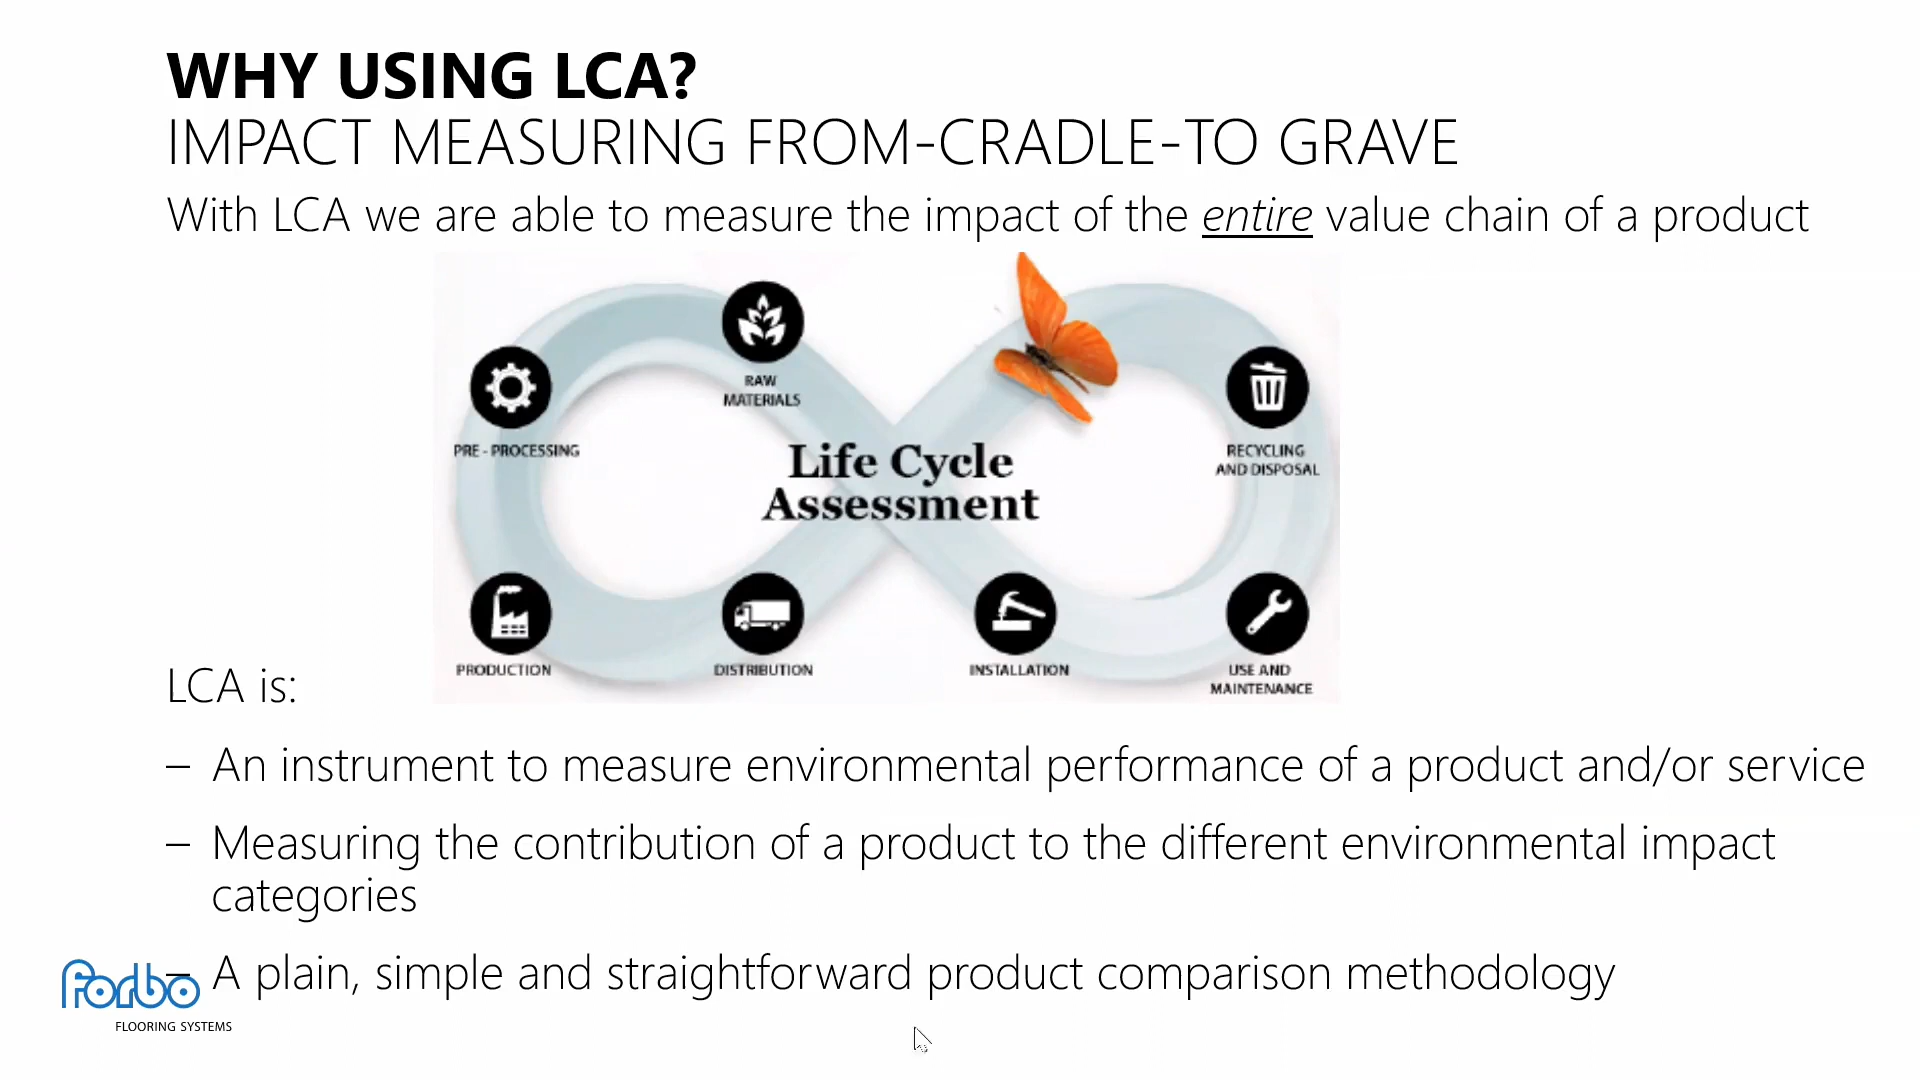 WHY USING LCA?
IMPACT MEASURING FROM-CRADLE-TO GRAVE
With LCA we are able to measure the impact of the entire value chain of a product
RAW
MATERIALS
PRE - PROCESSING
Life Cycle
Assessment
RECYCLING
AND DISPOSAL
PRODUCTION
DISTRIBUTION
INSTALLATION
USE AND
MAINTENANCE
LCA is:
– An instrument to measure environmental performance of a product and/or service
– Measuring the contribution of a product to the different environmental impact
categories
– A plain, simple and straightforward product comparison methodology
forbo
FLOORING SYSTEMS